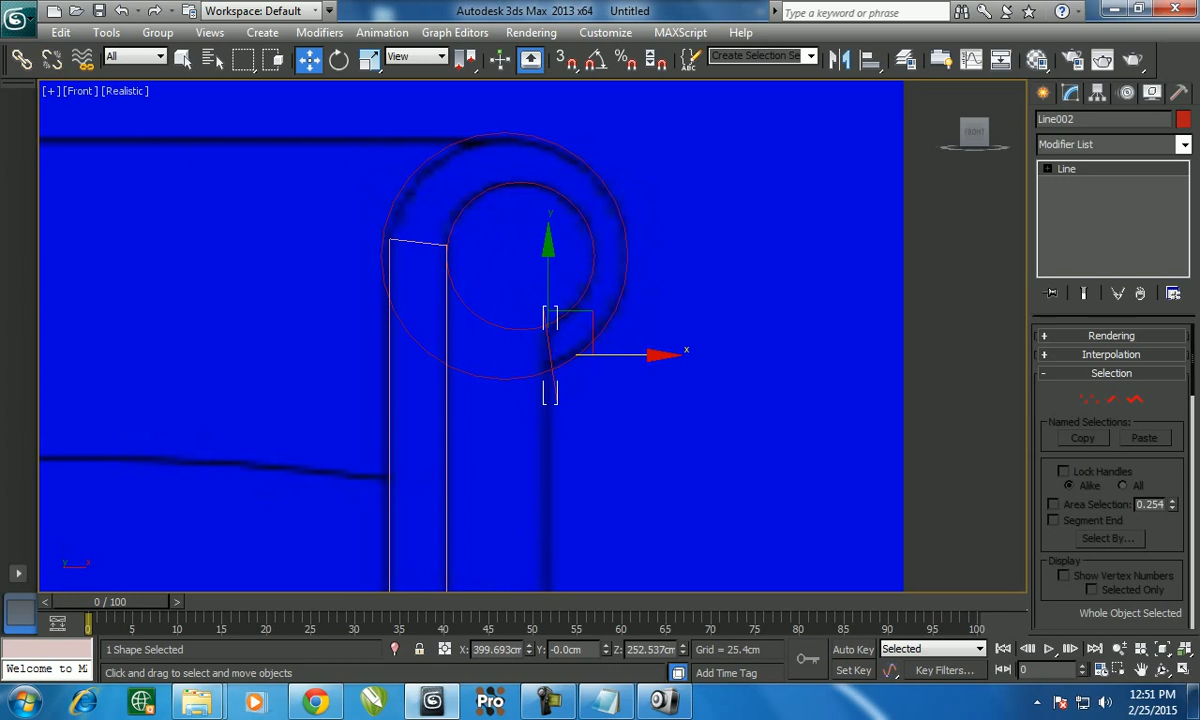 Workspace: Default
Autodesk 3ds Max 2013 x64 Untitled
Type a keyword or phrase
Edit Tools Group Views Create Modifiers Animation Graph Editors Rendering Customize MAXScript Help
All
View
3
Create Selection Se
[+] [Front ] [Realistic ]
FRONT
Line002
Modifier List
Line
y
x
+ Rendering
+ Interpolation
- Selection
Named Selections:
Copy Paste
Lock Handles
Alike All
Area Selection: 0.254
Segment End
Select By...
Display
Show Vertex Numbers
Selected Only
Whole Object Selected
< 0 / 100 >
0 5 10 15 20 25 30 35 40 45 50 55 60 65 70 75 80 85 90 95 100
1 Shape Selected
X: 399.693cm Y: -0.0cm Z: 252.537cm Grid = 25.4cm
Auto Key Selected
Welcome to M
Click and drag to select and move objects
Add Time Tag
Set Key Key Filters...
0
Pro
12:51 PM
2/25/2015